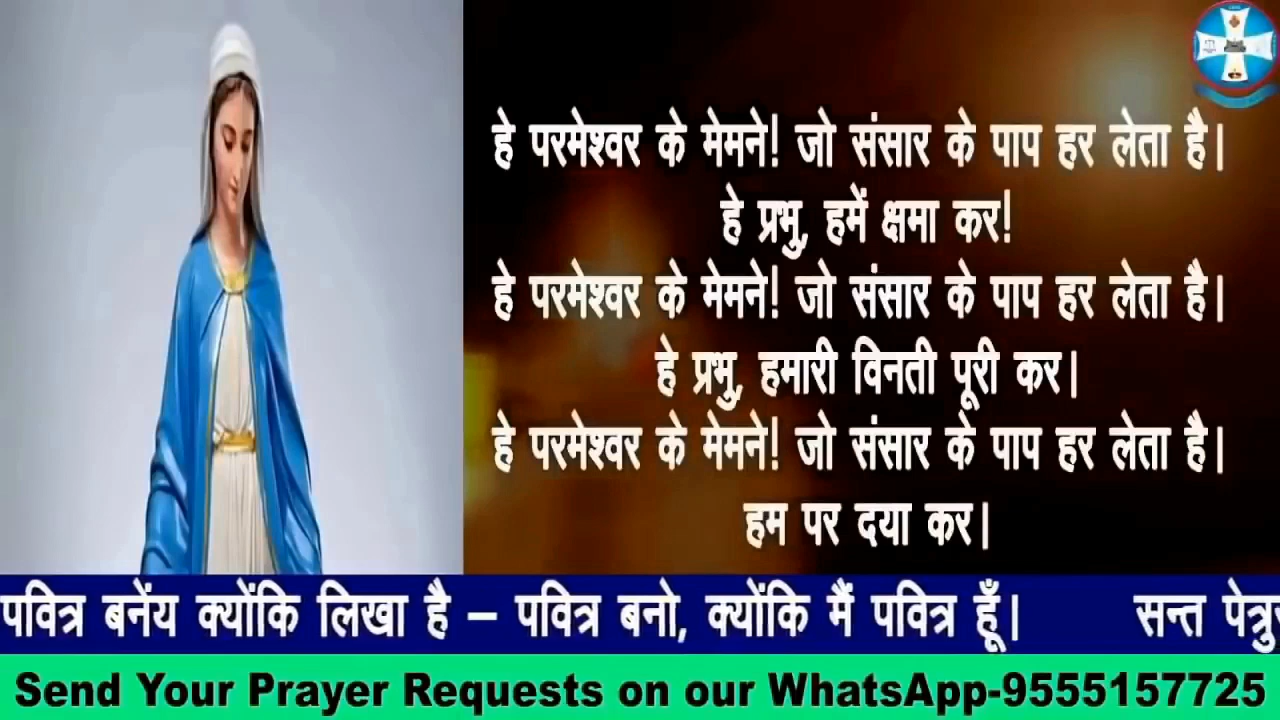 हे परमेश्वर के मेमने! जो संसार के पाप हर लेता है।
हे प्रभु, हमें क्षमा कर!
हे परमेश्वर के मेमने! जो संसार के पाप हर लेता है।
हे प्रभु, हमारी विनती पूरी कर।
हे परमेश्वर के मेमने! जो संसार के पाप हर लेता है।
हम पर दया कर।
पवित्र बनेंय क्योंकि लिखा है – पवित्र बनो, क्योंकि मैं पवित्र हूँ। सन्त
Send Your Prayer Requests on our WhatsApp-9555157725